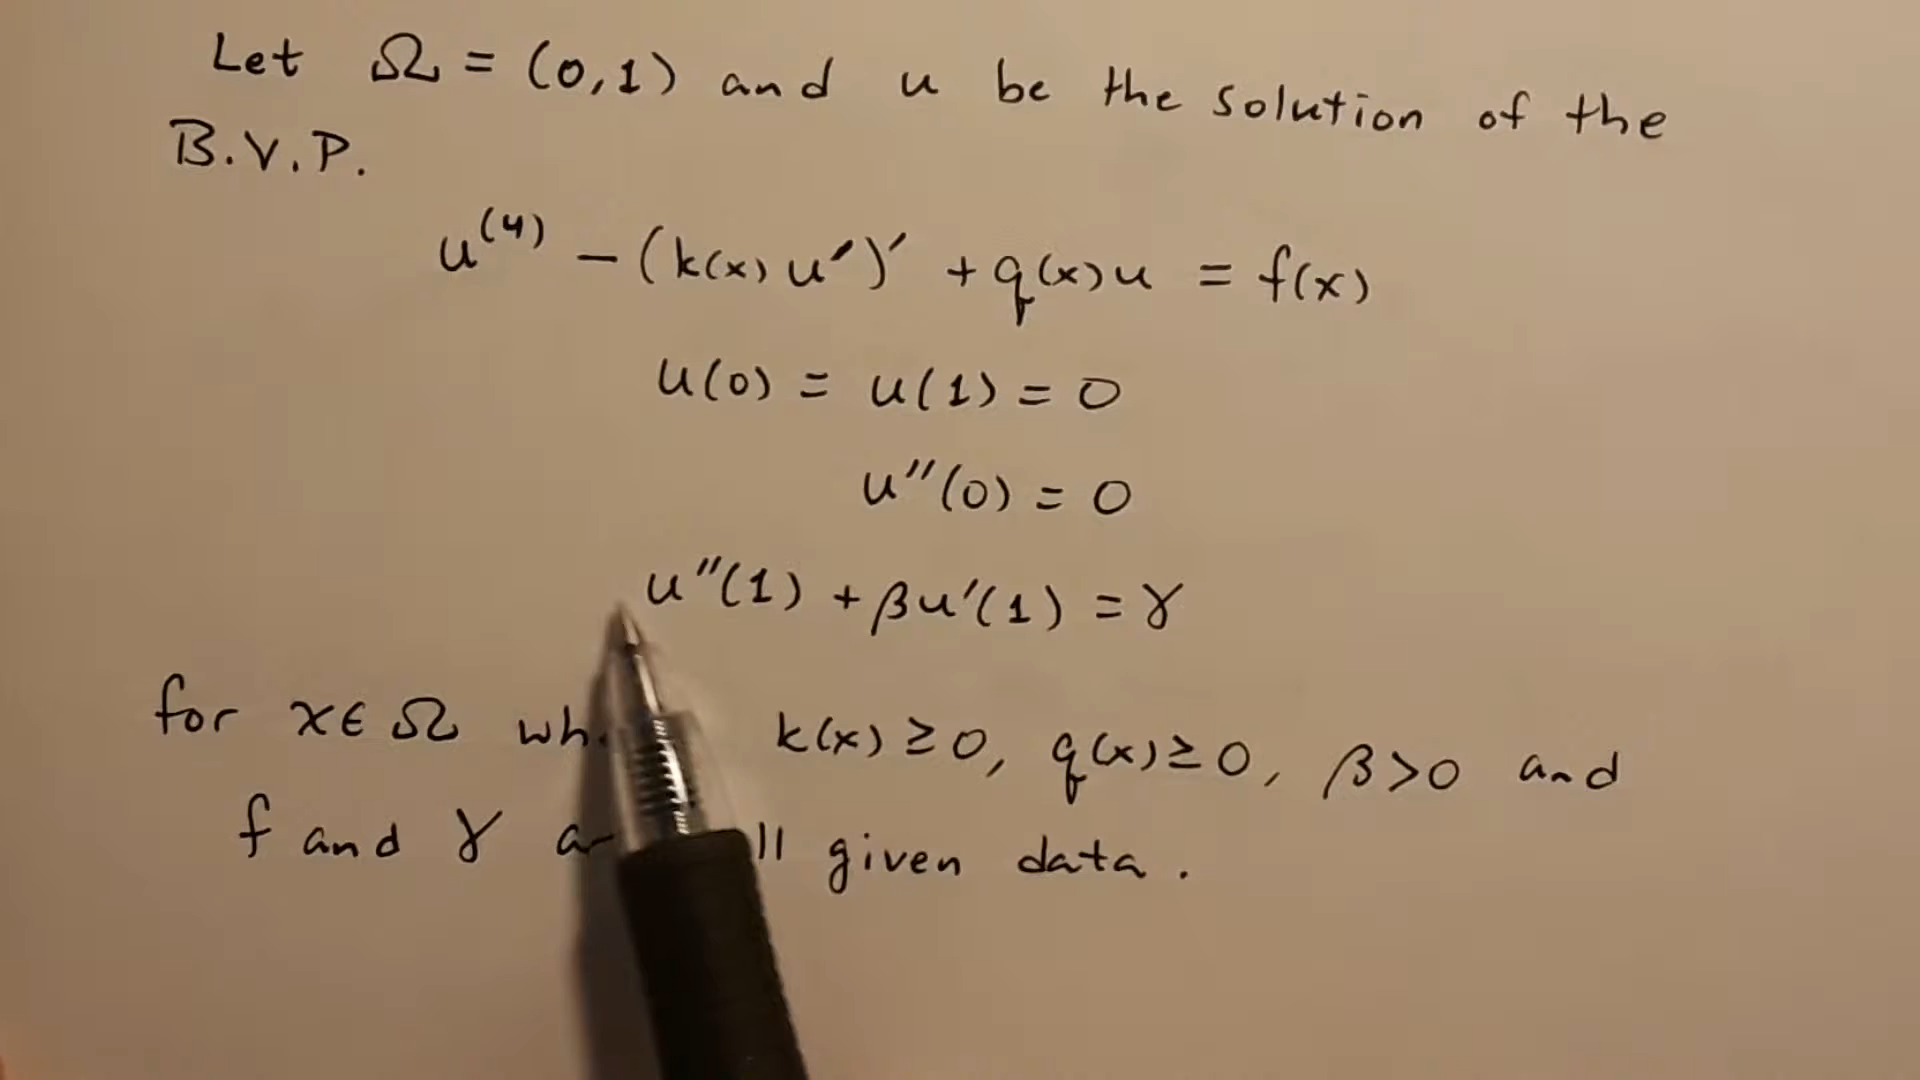 Let Ω = (0,1) and u be the solution of the
B.V.P.
u⁽⁴⁾ − (k(x) u′)′ + q(x)u = f(x)
u(0) = u(1) = 0
u″(0) = 0
u″(1) + βu′(1) = γ
for x∈Ω k(x) ≥ 0, q(x) ≥ 0, β > 0 and
f and γ given data.